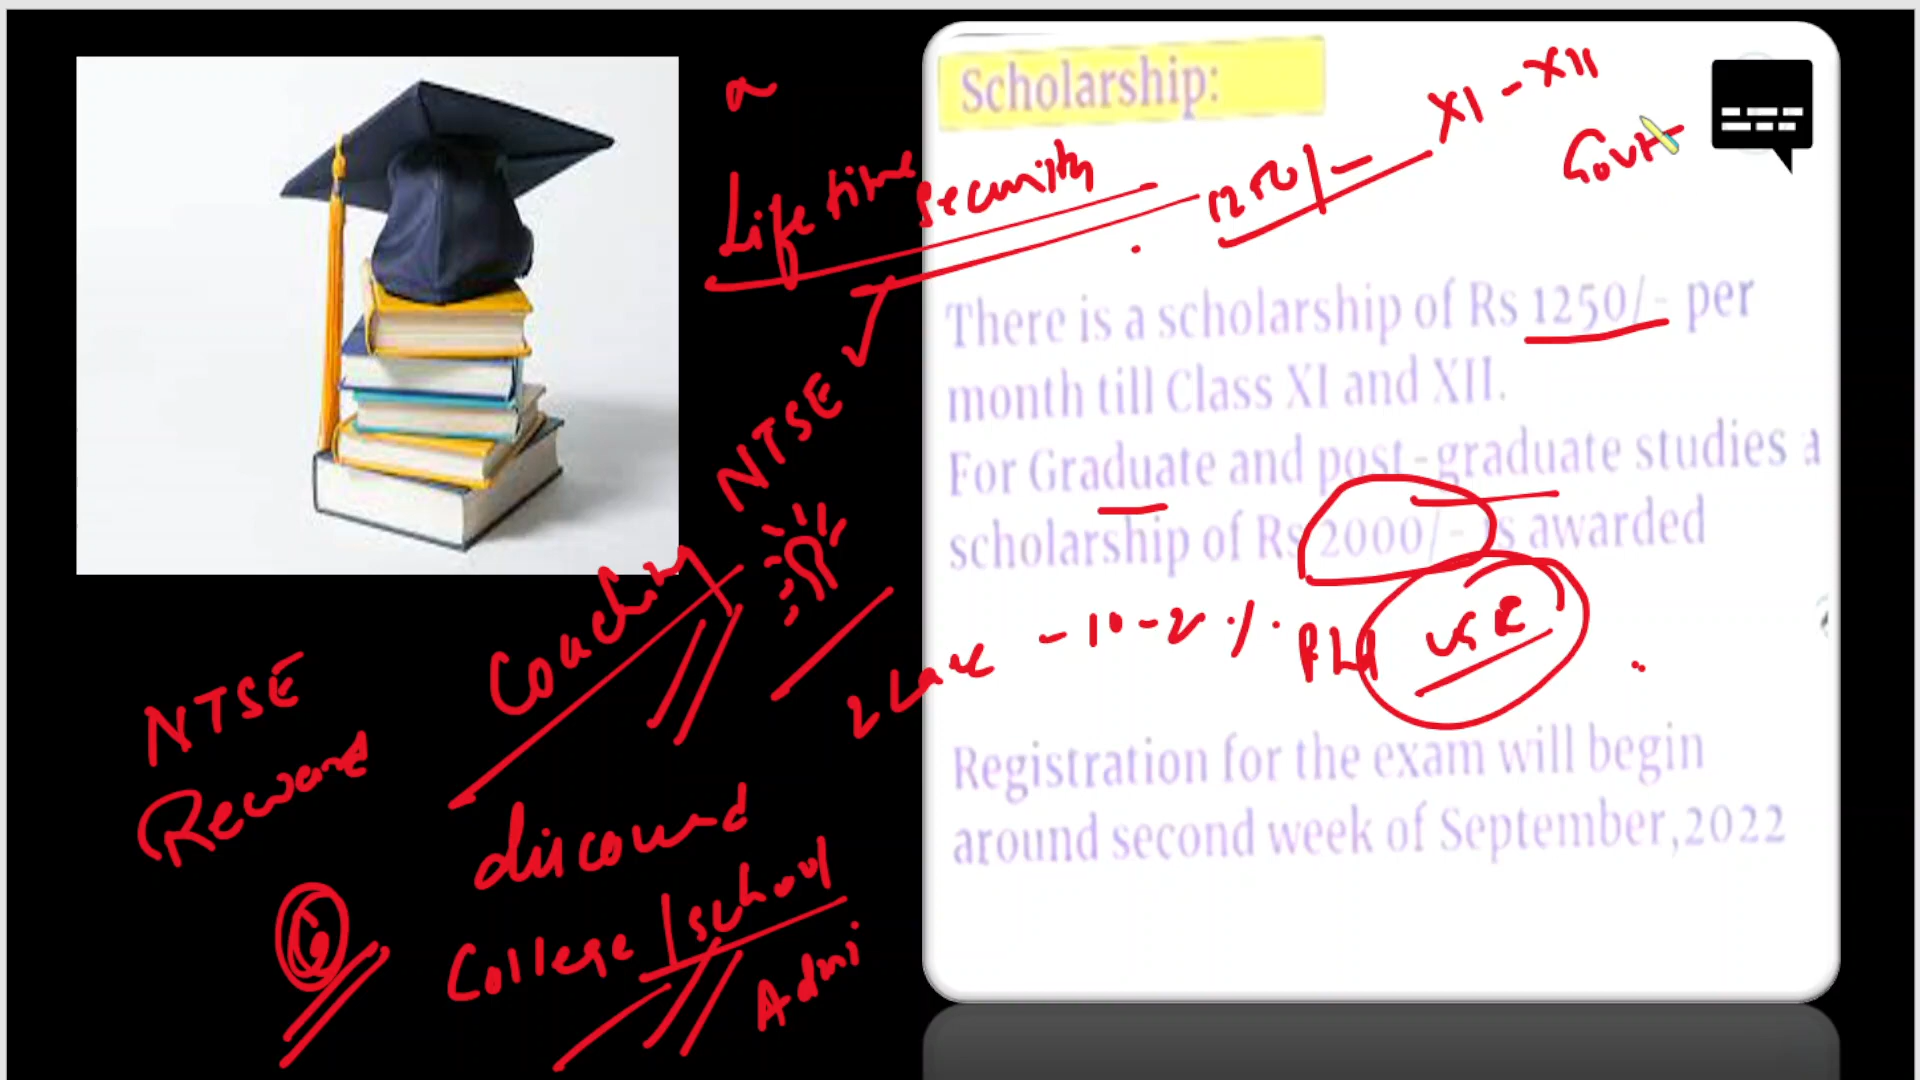 Scholarship:
XI - XII
Govt
Life time security
1250/-
There is a scholarship of Rs 1250/- per
month till Class XI and XII.
For Graduate and post-graduate studies a
scholarship of Rs 2000/- is awarded
NTSE
Coaching
2 Lac - 10-2 %. PhD
NTSE
Reward
discound
College / school
Admi
G
Registration for the exam will begin
around second week of September,2022